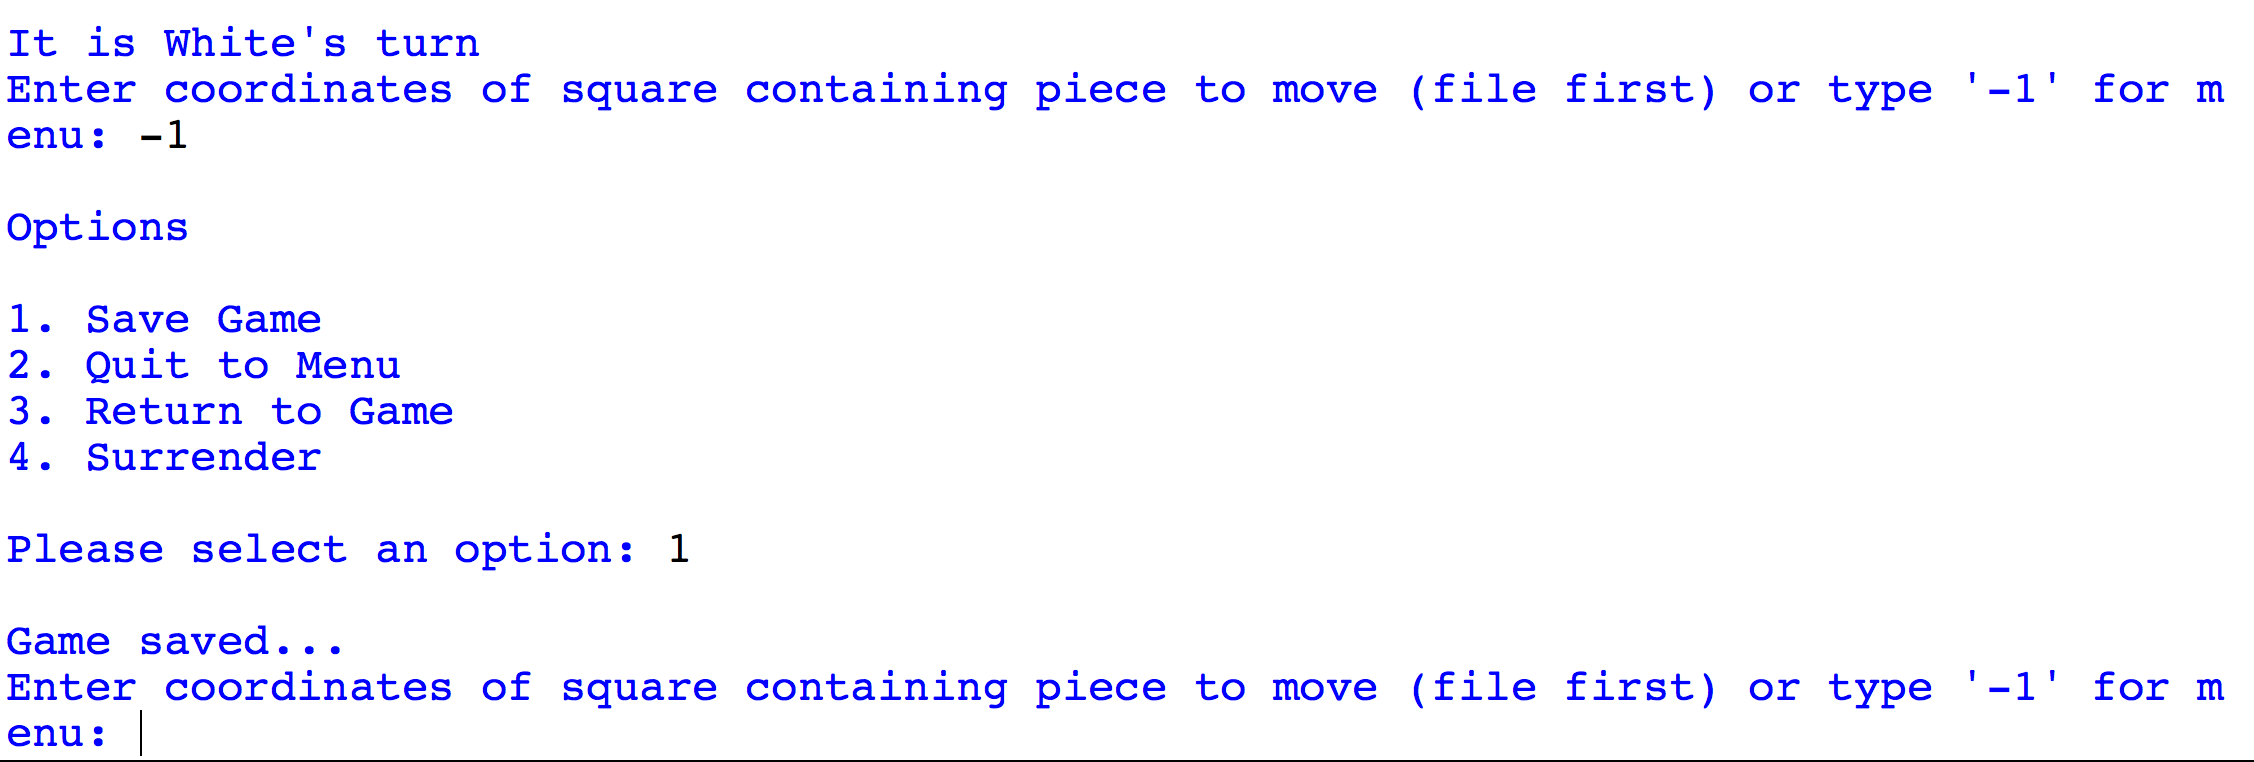 It is White's turn
Enter coordinates of square containing piece to move (file first) or type '-1' for m
enu: -1
Options
1. Save Game
2. Quit to Menu
3. Return to Game
4. Surrender
Please select an option: 1
Game saved...
Enter coordinates of square containing piece to move (file first) or type '-1' for m
enu: